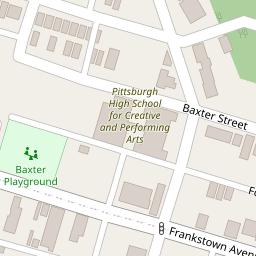 Pittsburgh
High School
for Creative
and Performing
Arts
Baxter Street
Baxter
Playground
Frankstown Aven